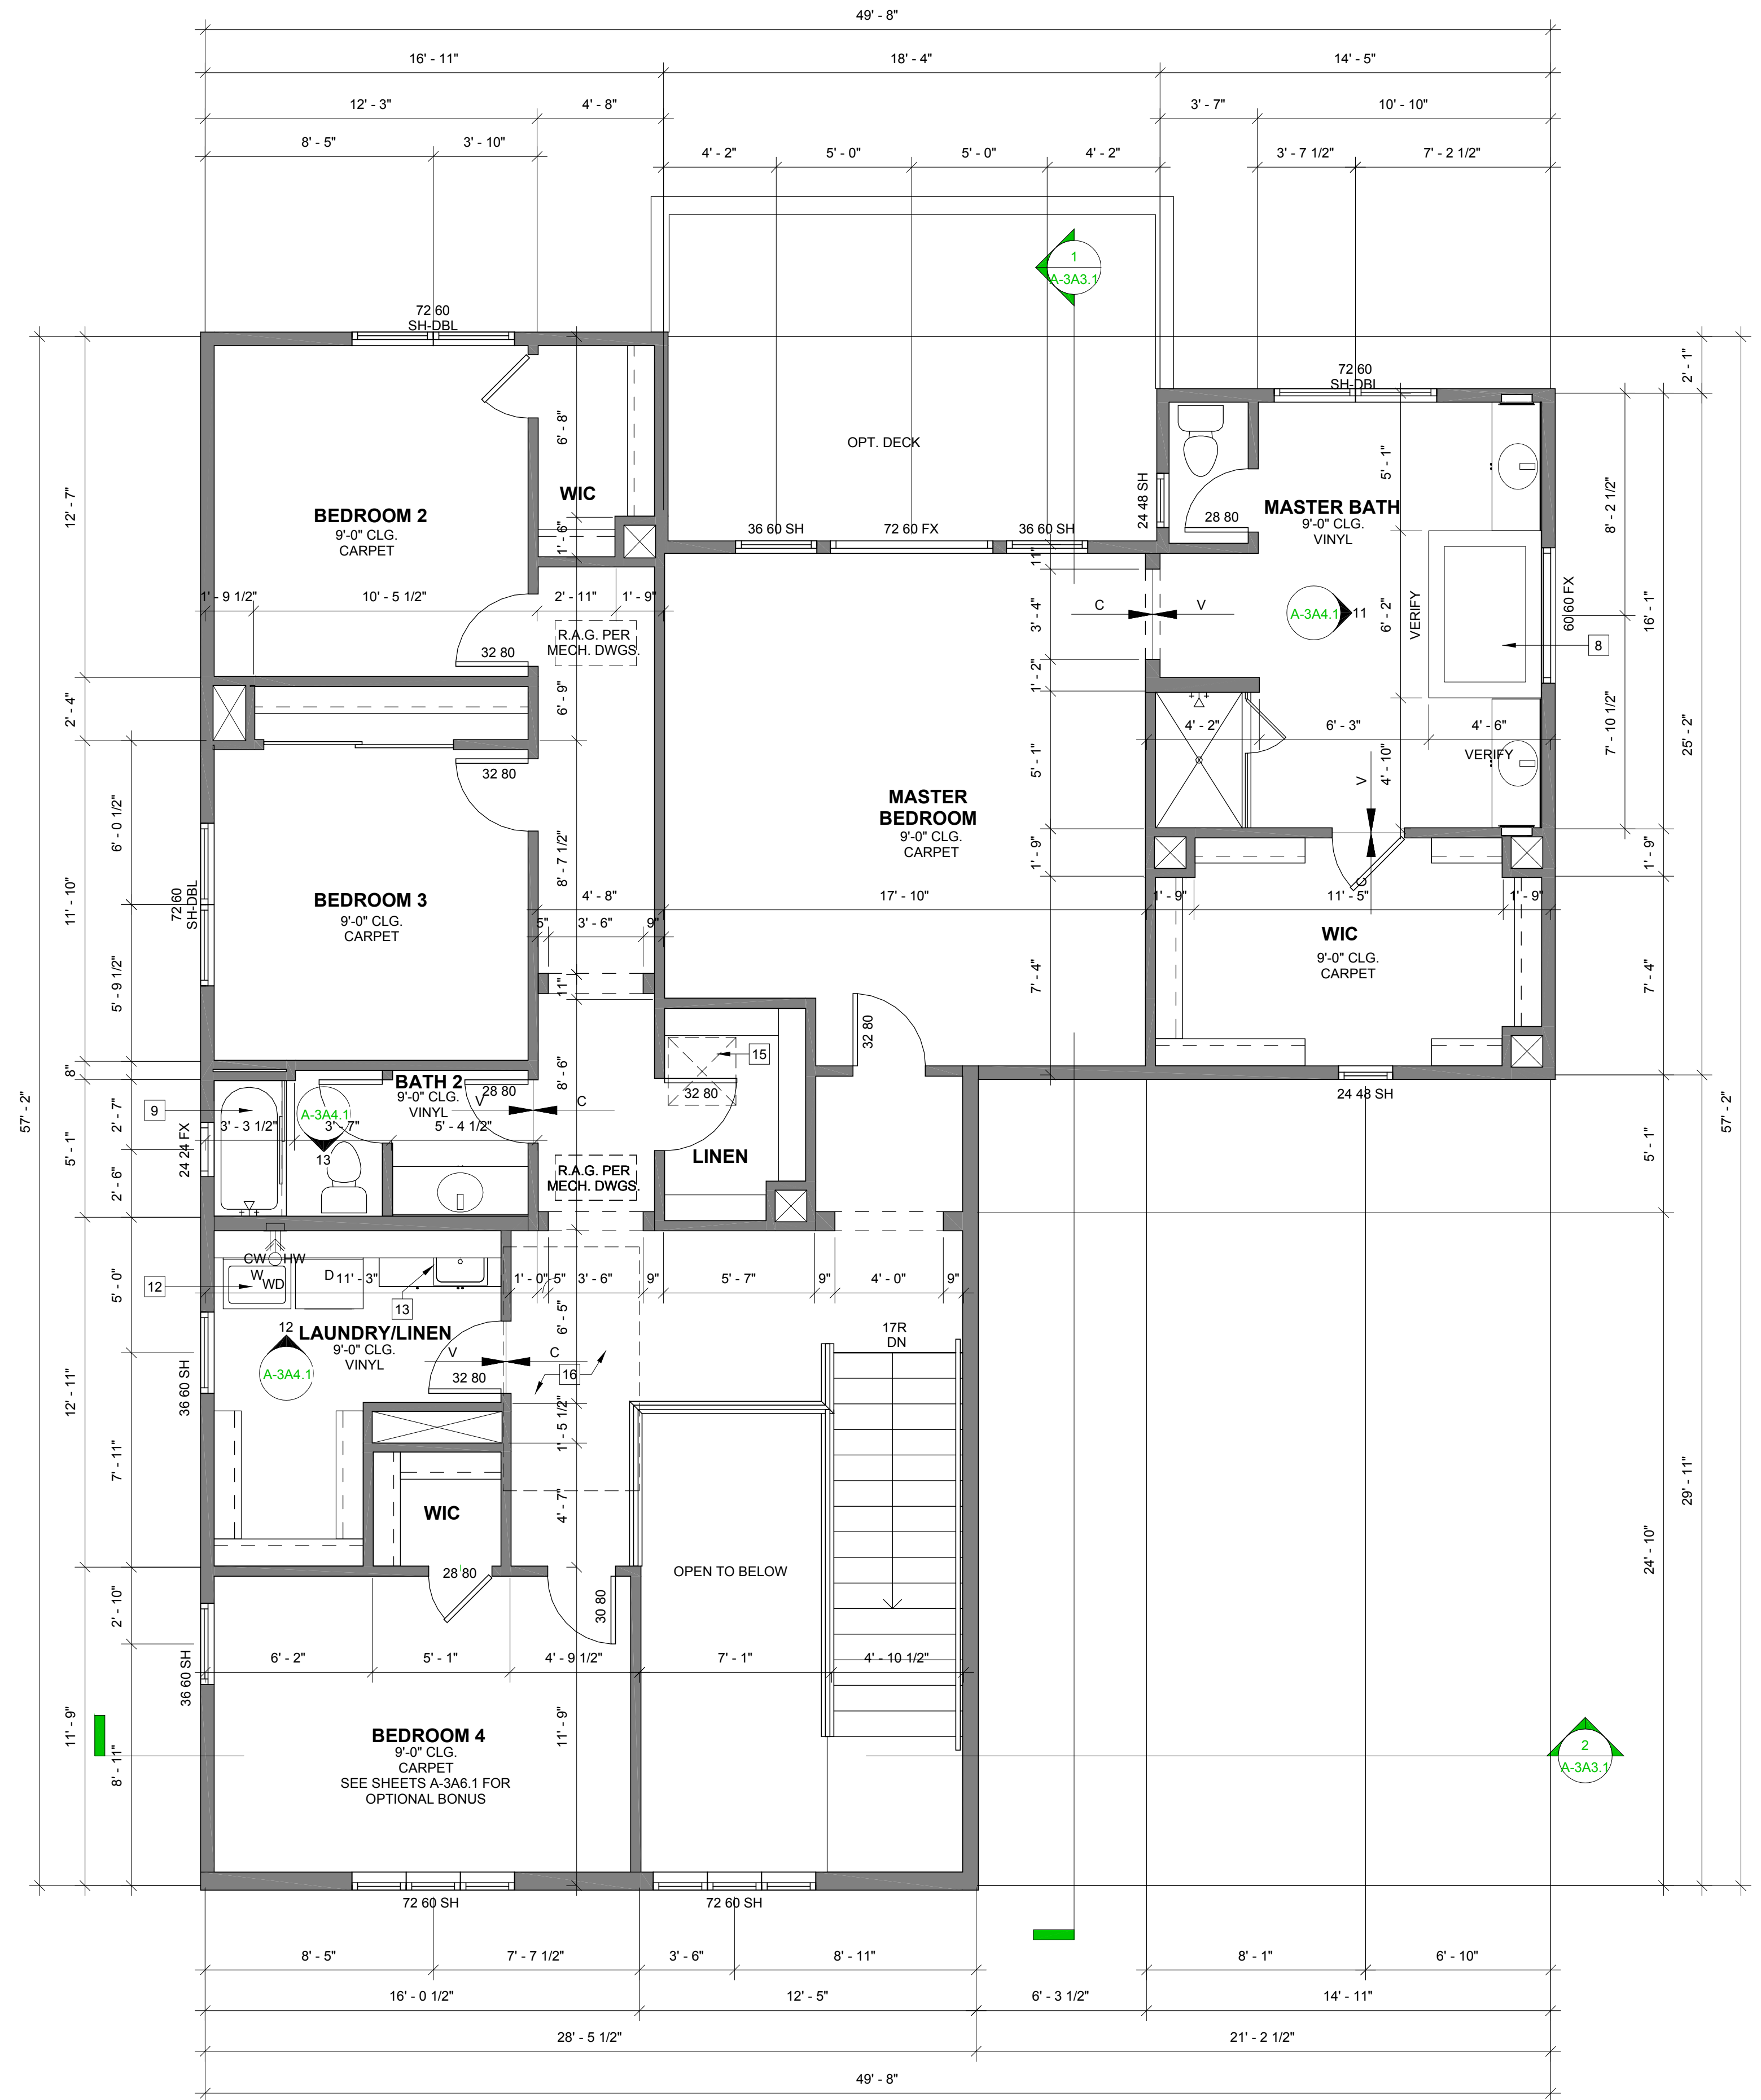 49' - 8"
16' - 11"
18' - 4"
14' - 5"
12' - 3"
4' - 8"
3' - 7"
10' - 10"
8' - 5"
3' - 10"
4' - 2"
5' - 0"
5' - 0"
4' - 2"
3' - 7 1/2"
7' - 2 1/2"
1
A-3A3.1
72 60
SH-DBL
72 60
SH-DBL
2' - 1"
OPT. DECK
6' - 8"
5' - 1"
WIC
1' - 6"
12' - 7"
BEDROOM 2
9'-0" CLG.
CARPET
36 60 SH
72 60 FX
36 60 SH
24 48 SH
28 80
MASTER BATH
9'-0" CLG.
VINYL
8' - 2 1/2"
11"
3' - 4"
C
V
A-3A4.1
11
6' - 2"
VERIFY
60 60 FX
8
16' - 1"
1' - 9 1/2"
10' - 5 1/2"
2' - 11"
1' - 9"
R.A.G. PER
MECH. DWGS.
32 80
1' - 2"
6' - 9"
2' - 4"
4' - 2"
6' - 3"
4' - 6"
VERIFY
7' - 10 1/2"
25' - 2"
32 80
5' - 1"
4' - 10"
V
C
MASTER
BEDROOM
9'-0" CLG.
CARPET
6' - 0 1/2"
8' - 7 1/2"
1' - 9"
1' - 9"
11' - 10"
72 60
SH-DBL
BEDROOM 3
9'-0" CLG.
CARPET
4' - 8"
17' - 10"
1' - 9"
11' - 5"
1' - 9"
5"
3' - 6"
9"
WIC
9'-0" CLG.
CARPET
5' - 9 1/2"
11"
7' - 4"
7' - 4"
32 80
15
32 80
8"
8' - 6"
BATH 2
9'-0" CLG.
VINYL
28 80
V
C
24 48 SH
57' - 2"
57' - 2"
9
A-3A4.1
13
3' - 3 1/2"
3' - 7"
5' - 4 1/2"
2' - 7"
5' - 1"
24 24 FX
2' - 6"
5' - 1"
LINEN
R.A.G. PER
MECH. DWGS.
CW
HW
W
WD
D
12
13
11' - 3"
1' - 0"
5"
3' - 6"
9"
5' - 7"
9"
4' - 0"
9"
5' - 0"
6' - 5"
12
A-3A4.1
LAUNDRY/LINEN
9'-0" CLG.
VINYL
V
C
32 80
16
17R
DN
36 60 SH
12' - 11"
1' - 5 1/2"
7' - 11"
4' - 7"
WIC
29' - 11"
24' - 10"
28 80
30 80
OPEN TO BELOW
2' - 10"
36 60 SH
6' - 2"
5' - 1"
4' - 9 1/2"
7' - 1"
4' - 10 1/2"
11' - 9"
8' - 11"
11' - 9"
BEDROOM 4
9'-0" CLG.
CARPET
SEE SHEETS A-3A6.1 FOR
OPTIONAL BONUS
2
A-3A3.1
72 60 SH
72 60 SH
8' - 5"
7' - 7 1/2"
3' - 6"
8' - 11"
8' - 1"
6' - 10"
16' - 0 1/2"
12' - 5"
6' - 3 1/2"
14' - 11"
28' - 5 1/2"
21' - 2 1/2"
49' - 8"